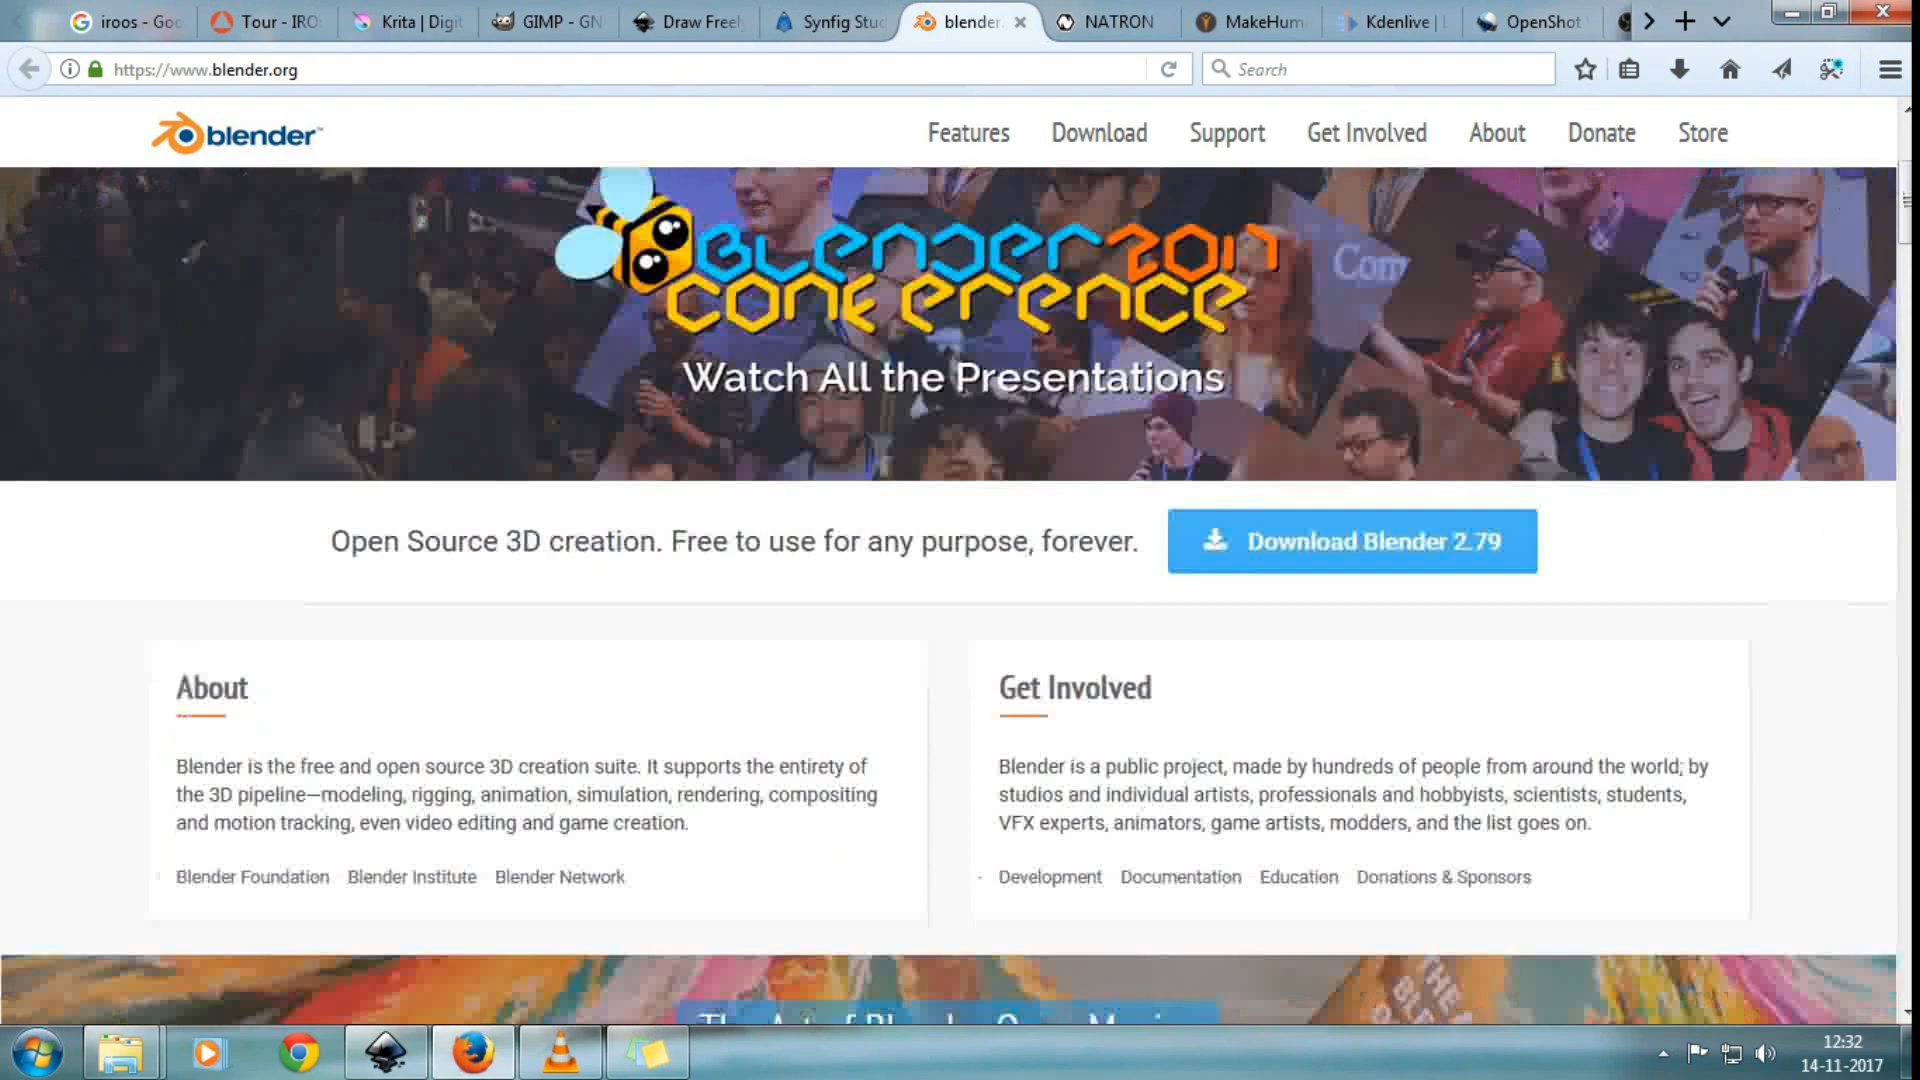 iroos - Goo
Tour - IRO
Krita | Digit
GIMP - GN
Draw Freely
Synfig Stud
blender.
NATRON
MakeHum
Kdenlive | L
OpenShot
https://www.blender.org
Search
blender
Features
Download
Support
Get Involved
About
Donate
Store
BLENDER 2017
CONFERENCE
Com
Watch All the Presentations
Open Source 3D creation. Free to use for any purpose, forever.
Download Blender 2.79
About
Blender is the free and open source 3D creation suite. It supports the entirety of
the 3D pipeline—modeling, rigging, animation, simulation, rendering, compositing
and motion tracking, even video editing and game creation.
Blender Foundation Blender Institute Blender Network
Get Involved
Blender is a public project, made by hundreds of people from around the world; by
studios and individual artists, professionals and hobbyists, scientists, students,
VFX experts, animators, game artists, modders, and the list goes on.
Development Documentation Education Donations & Sponsors
THE
12:32
14-11-2017